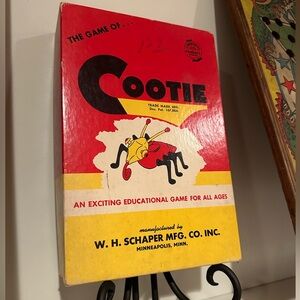 THE GAME OF . . .
COOTIE
TRADE MARK REG.
AN EXCITING EDUCATIONAL GAME FOR ALL AGES
manufactured by
W. H. SCHAPER MFG. CO. INC.
MINNEAPOLIS, MINN.